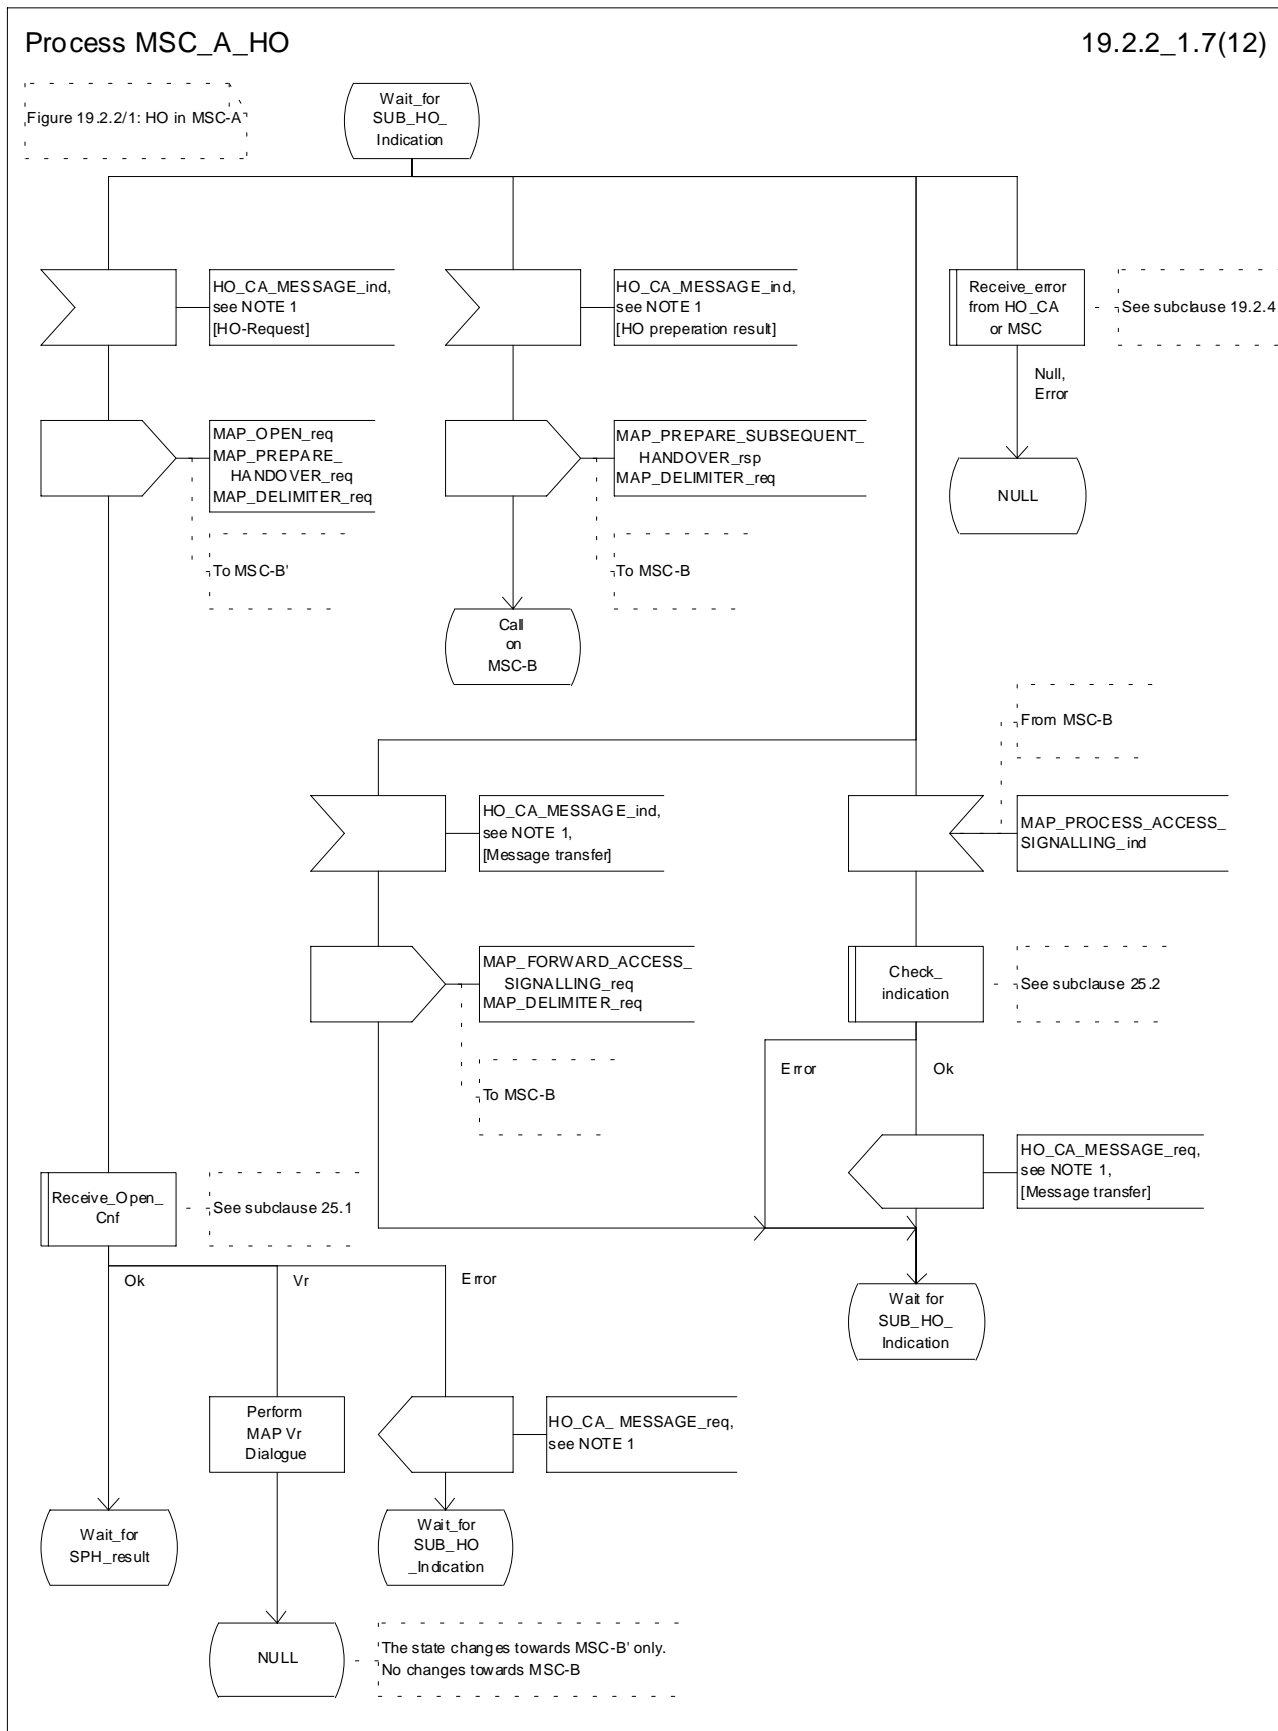 Process MSC_A_HO
19.2.2_1.7(12)
Figure 19.2.2/1: HO in MSC-A
Wait_for
SUB_HO_
Indication
HO_CA_MESSAGE_ind,
see NOTE 1
[HO-Request]
HO_CA_MESSAGE_ind,
see NOTE 1
[HO preperation result]
Receive_error
from HO_CA
or MSC
See subclause 19.2.4
Null,
Error
MAP_OPEN_req
MAP_PREPARE_
HANDOVER_req
MAP_DELIMITER_req
MAP_PREPARE_SUBSEQUENT_
HANDOVER_rsp
MAP_DELIMITER_req
NULL
To MSC-B'
To MSC-B
Call
on
MSC-B
From MSC-B
HO_CA_MESSAGE_ind,
see NOTE 1,
[Message transfer]
MAP_PROCESS_ACCESS_
SIGNALLING_ind
MAP_FORWARD_ACCESS_
SIGNALLING_req
MAP_DELIMITER_req
Check_
indication
See subclause 25.2
Error
Ok
To MSC-B
HO_CA_MESSAGE_req,
see NOTE 1,
[Message transfer]
Receive_Open_
Cnf
See subclause 25.1
Ok
Vr
Error
Wait for
SUB_HO_
Indication
Perform
MAP Vr
Dialogue
HO_CA_ MESSAGE_req,
see NOTE 1
Wait_for
SPH_result
Wait_for
SUB_HO
_Indication
NULL
The state changes towards MSC-B' only.
No changes towards MSC-B